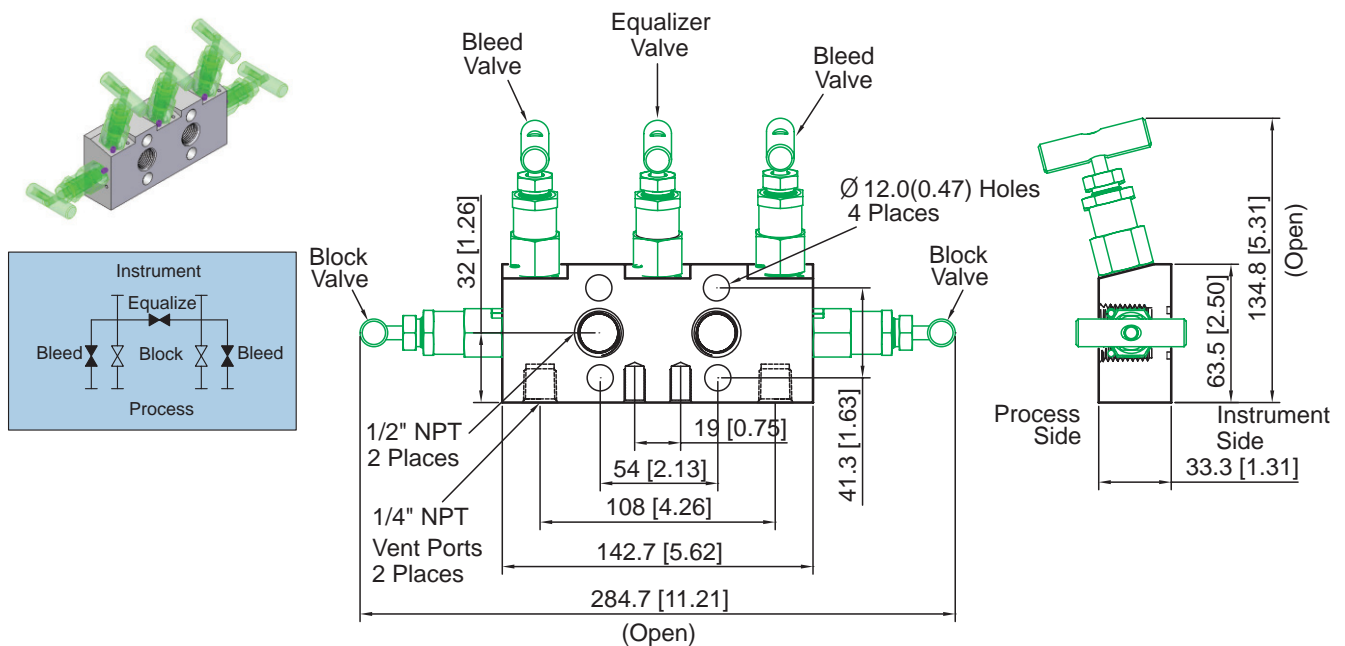 Equalizer
Valve
Bleed
Valve
Bleed
Valve
Ø 12.0(0.47) Holes
4 Places
32 [1.26]
Block
Valve
Block
Valve
134.8 [5.31]
(Open)
63.5 [2.50]
Instrument
Equalize
Bleed
Block
Bleed
Process
1/2" NPT
2 Places
19 [0.75]
41.3 [1.63]
54 [2.13]
1/4" NPT
Vent Ports
2 Places
108 [4.26]
142.7 [5.62]
284.7 [11.21]
(Open)
Process
Side
Instrument
Side
33.3 [1.31]